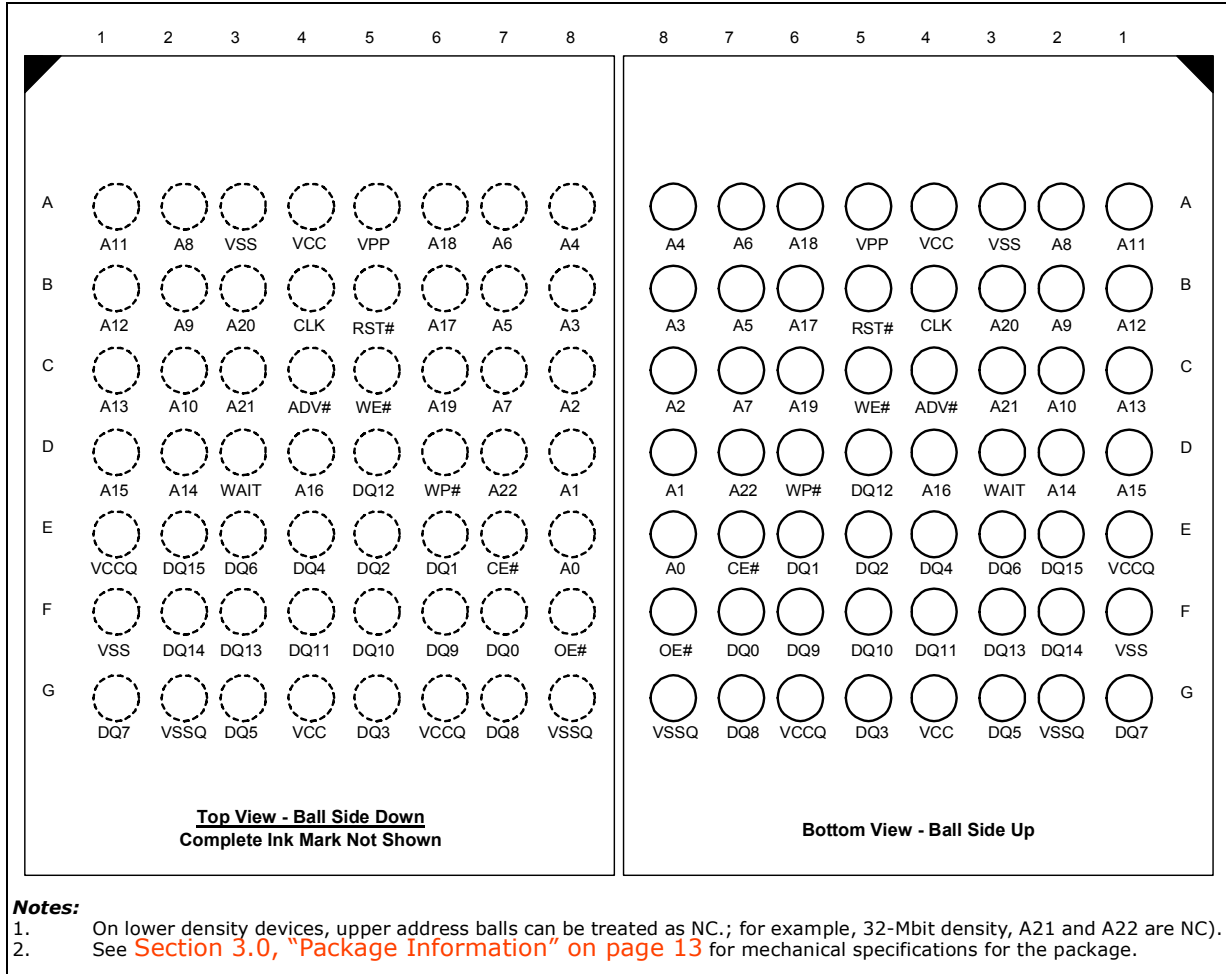 1 2 3 4 5 6 7 8
A
A11 A8 VSS VCC VPP A18 A6 A4
B
A12 A9 A20 CLK RST# A17 A5 A3
C
A13 A10 A21 ADV# WE# A19 A7 A2
D
A15 A14 WAIT A16 DQ12 WP# A22 A1
E
VCCQ DQ15 DQ6 DQ4 DQ2 DQ1 CE# A0
F
VSS DQ14 DQ13 DQ11 DQ10 DQ9 DQ0 OE#
G
DQ7 VSSQ DQ5 VCC DQ3 VCCQ DQ8 VSSQ
Top View - Ball Side Down
Complete Ink Mark Not Shown
8 7 6 5 4 3 2 1
A
A4 A6 A18 VPP VCC VSS A8 A11
B
A3 A5 A17 RST# CLK A20 A9 A12
C
A2 A7 A19 WE# ADV# A21 A10 A13
D
A1 A22 WP# DQ12 A16 WAIT A14 A15
E
A0 CE# DQ1 DQ2 DQ4 DQ6 DQ15 VCCQ
F
OE# DQ0 DQ9 DQ10 DQ11 DQ13 DQ14 VSS
G
VSSQ DQ8 VCCQ DQ3 VCC DQ5 VSSQ DQ7
Bottom View - Ball Side Up
Notes:
1. On lower density devices, upper address balls can be treated as NC.; for example, 32-Mbit density, A21 and A22 are NC).
2. See Section 3.0, “Package Information” on page 13 for mechanical specifications for the package.